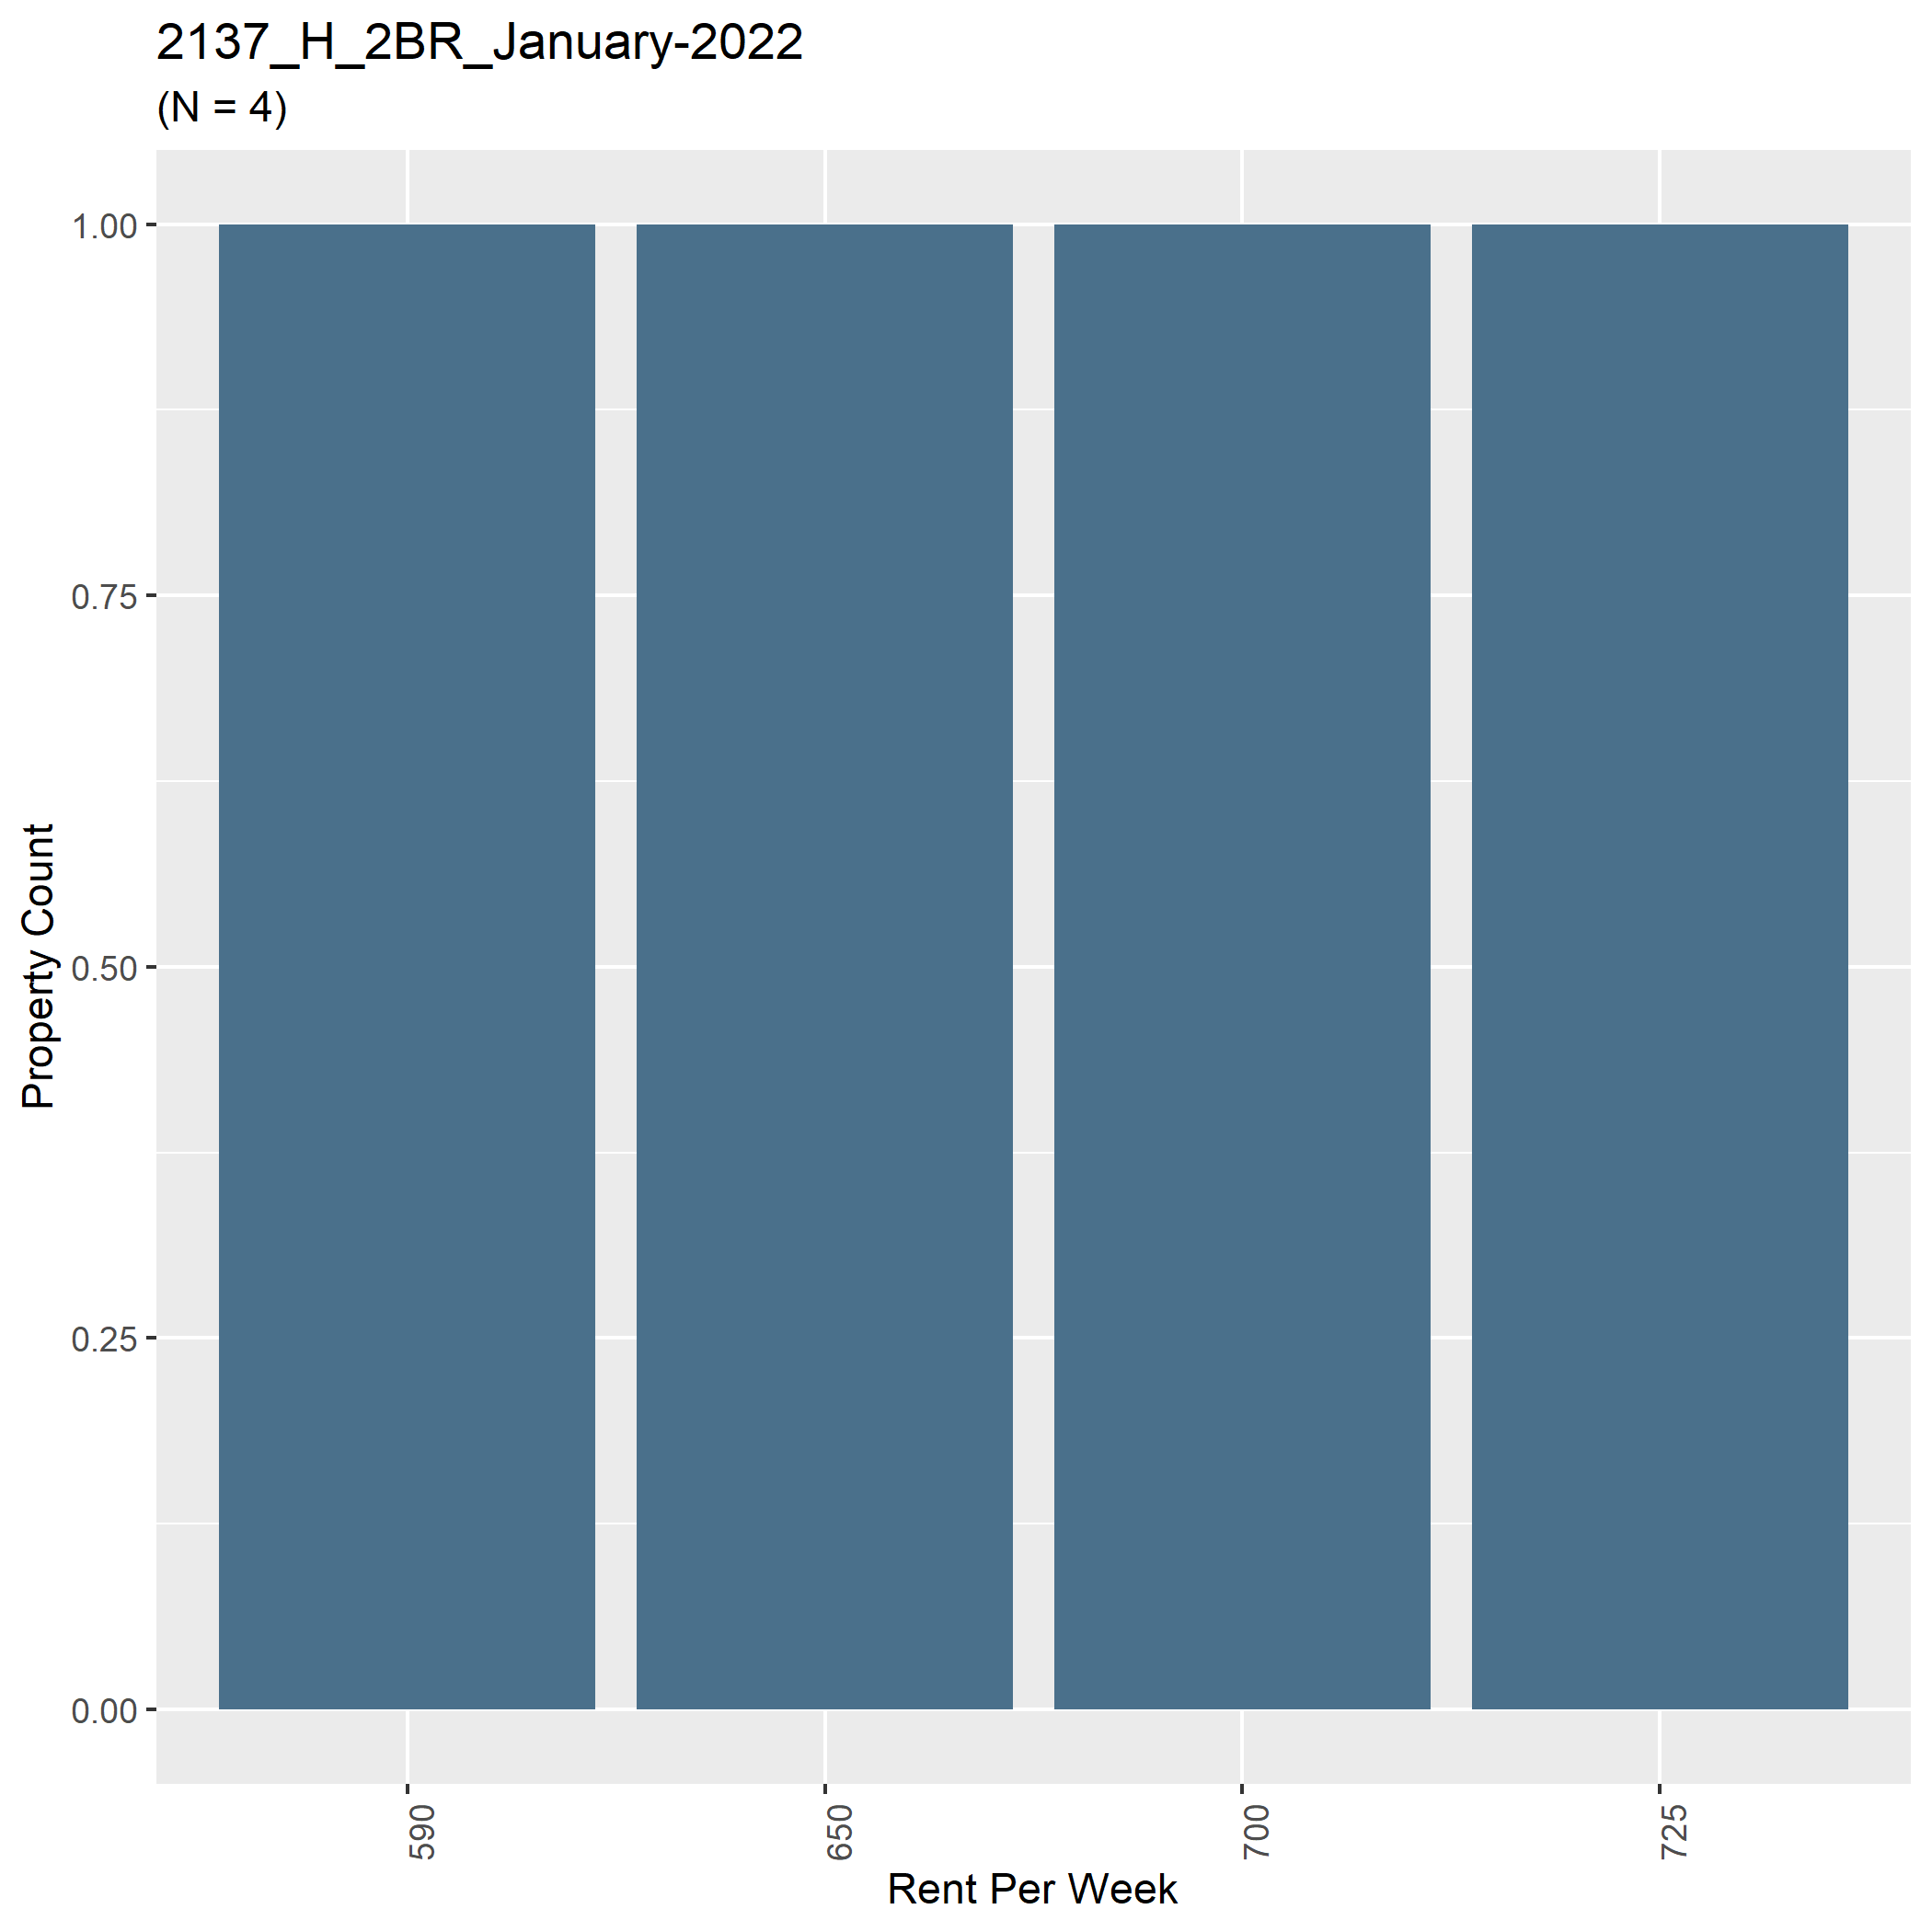 2137_H_2BR_January-2022
(N = 4)
Property Count
1.00
0.75
0.50
0.25
0.00
590
650
700
725
Rent Per Week